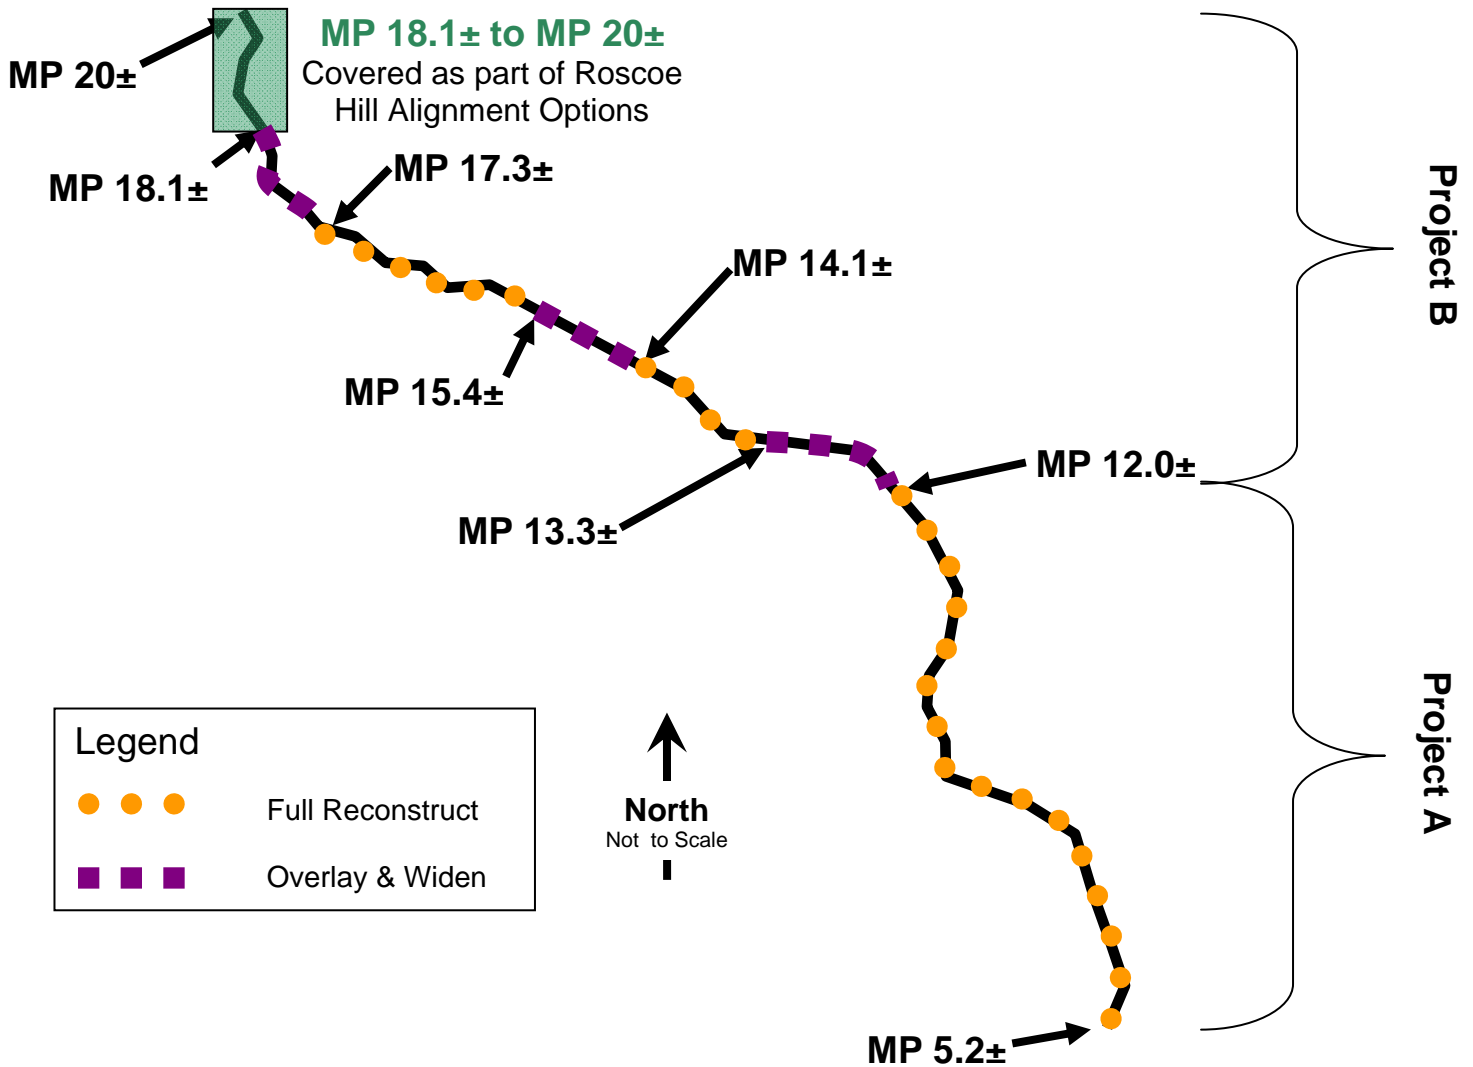 MP 18.1± to MP 20±
Covered as part of Roscoe
Hill Alignment Options
MP 20±
MP 18.1±
MP 17.3±
MP 14.1±
MP 15.4±
MP 12.0±
MP 13.3±
Project B
Project A
Legend
Full Reconstruct
Overlay & Widen
North
Not to Scale
MP 5.2±